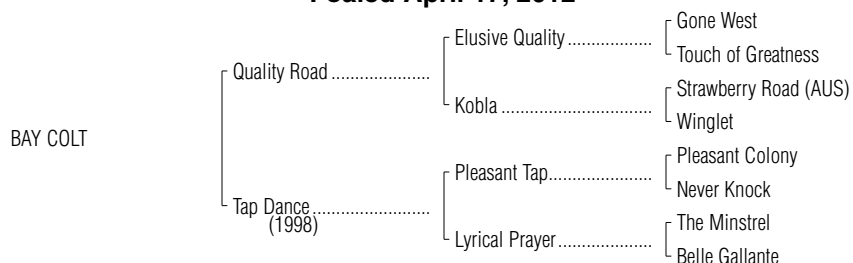 Foaled April 17, 2012
Gone West
Elusive Quality
Touch of Greatness
Quality Road
Strawberry Road (AUS)
Kobla
Winglet
BAY COLT
Pleasant Colony
Pleasant Tap
Never Knock
Tap Dance
(1998)
The Minstrel
Lyrical Prayer
Belle Gallante